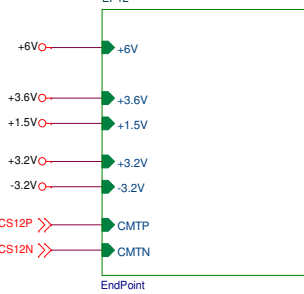 +6V +6V
+3.6V +3.6V
+1.5V +1.5V
+3.2V +3.2V
-3.2V -3.2V
CS12P CMTP
CS12N CMTN
EndPoint